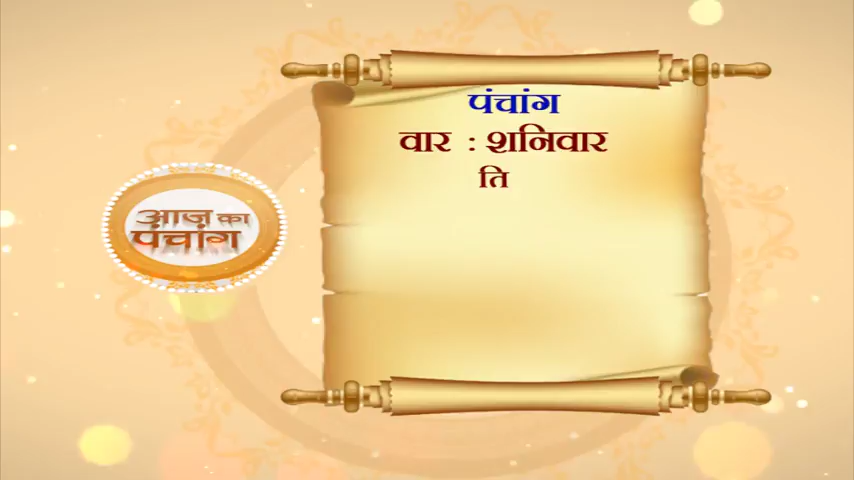 पंचांग
वार : शनिवार
ति
आज का
पंचांग